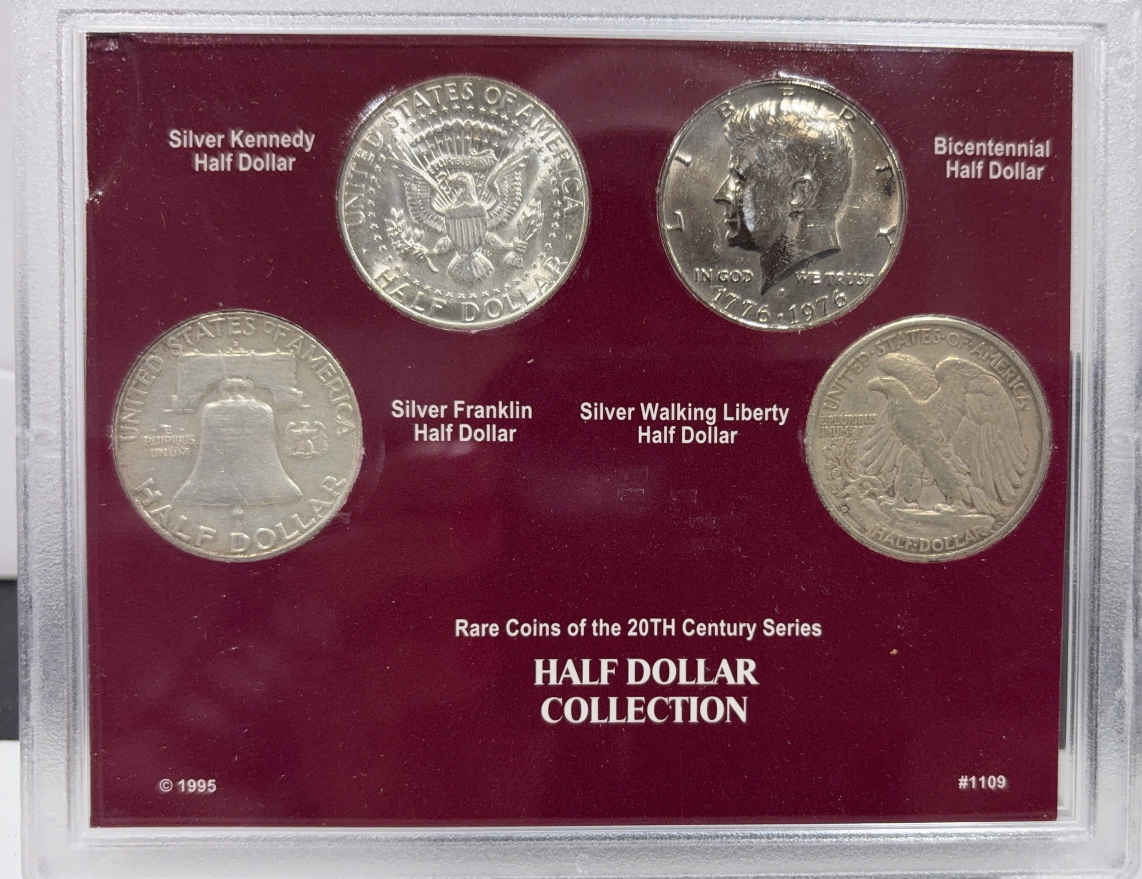 Silver Kennedy
Half Dollar
UNITED STATES OF AMERICA
HALF DOLLAR
LIBERTY
IN GOD WE TRUST
1776·1976
Bicentennial
Half Dollar
UNITED STATES OF AMERICA
E
PLURIBUS
UNUM
HALF DOLLAR
Silver Franklin
Half Dollar
Silver Walking Liberty
Half Dollar
UNITED·STATES·OF·AMERICA
HALF·DOLLAR
Rare Coins of the 20TH Century Series
HALF DOLLAR
COLLECTION
© 1995
#1109